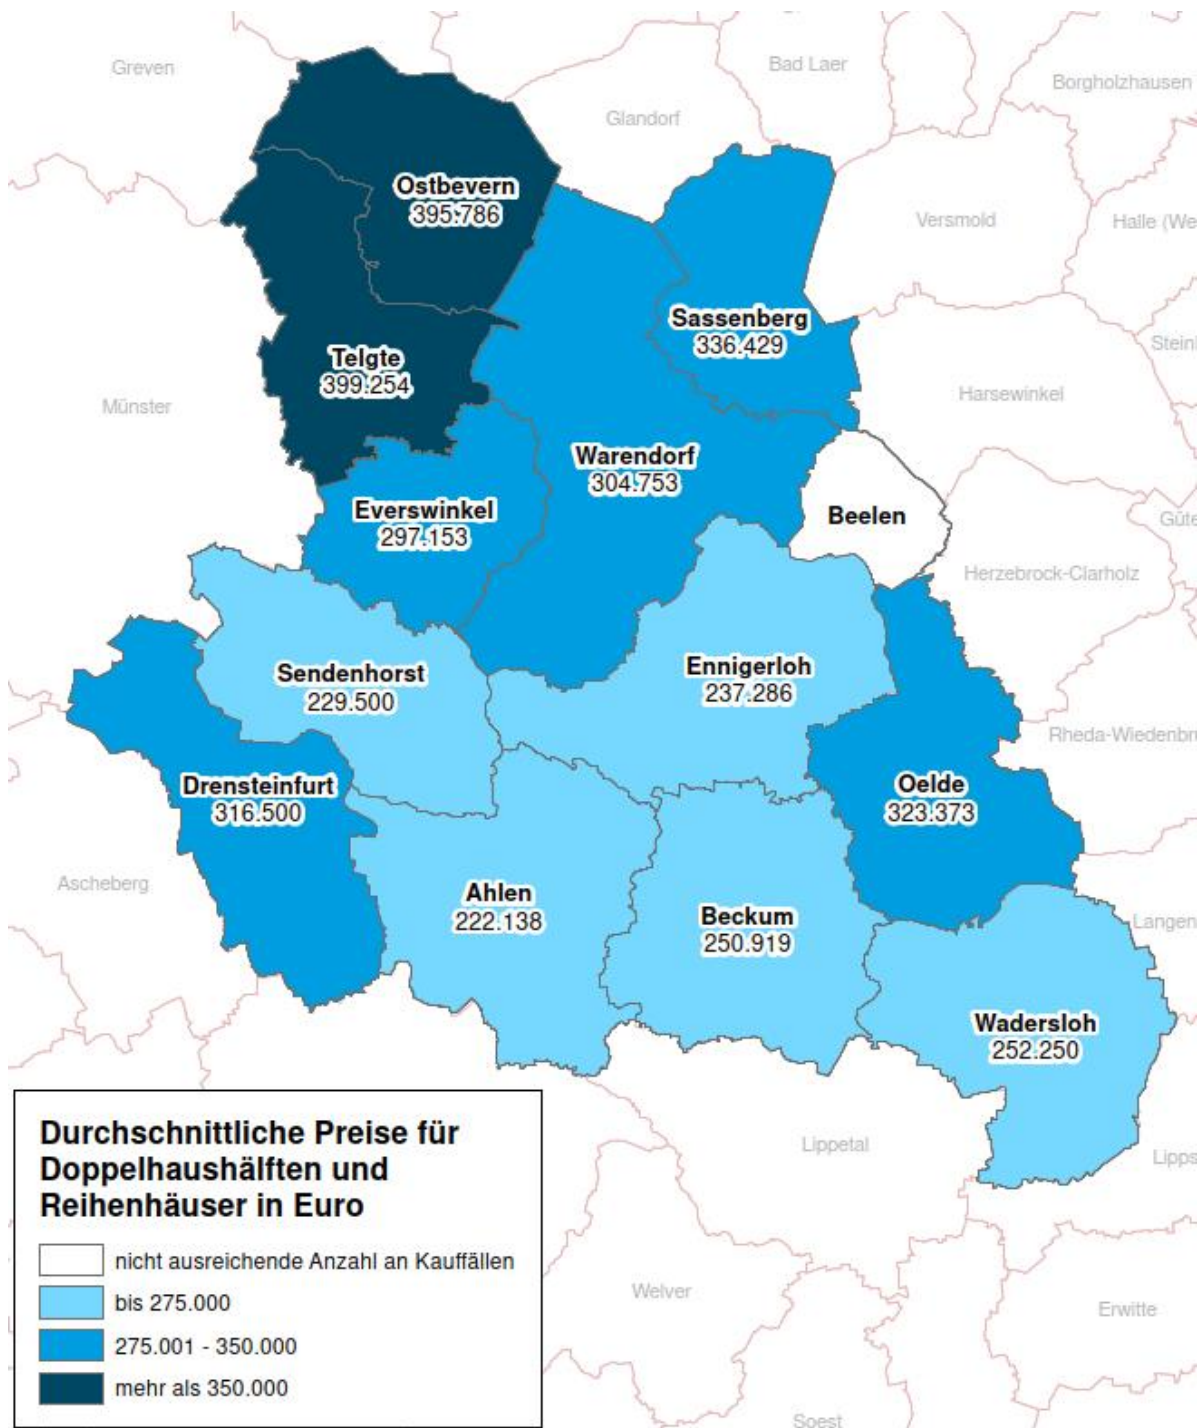 Greven
Bad Laer
Borgholzhausen
Glandorf
Ostbevern
395.786
Versmold
Halle (We
Sassenberg
336.429
Steinl
Telgte
399.254
Harsewinkel
Münster
Warendorf
304.753
Everswinkel
297.153
Beelen
Güte
Herzebrock-Clarholz
Sendenhorst
229.500
Ennigerloh
237.286
Rheda-Wiedenbrü
Drensteinfurt
316.500
Oelde
323.373
Ascheberg
Ahlen
222.138
Beckum
250.919
Langen
Wadersloh
252.250
Lippetal
Lipps
Durchschnittliche Preise für
Doppelhaushälften und
Reihenhäuser in Euro
nicht ausreichende Anzahl an Kauffällen
bis 275.000
275.001 - 350.000
mehr als 350.000
Welver
Erwitte
Soest